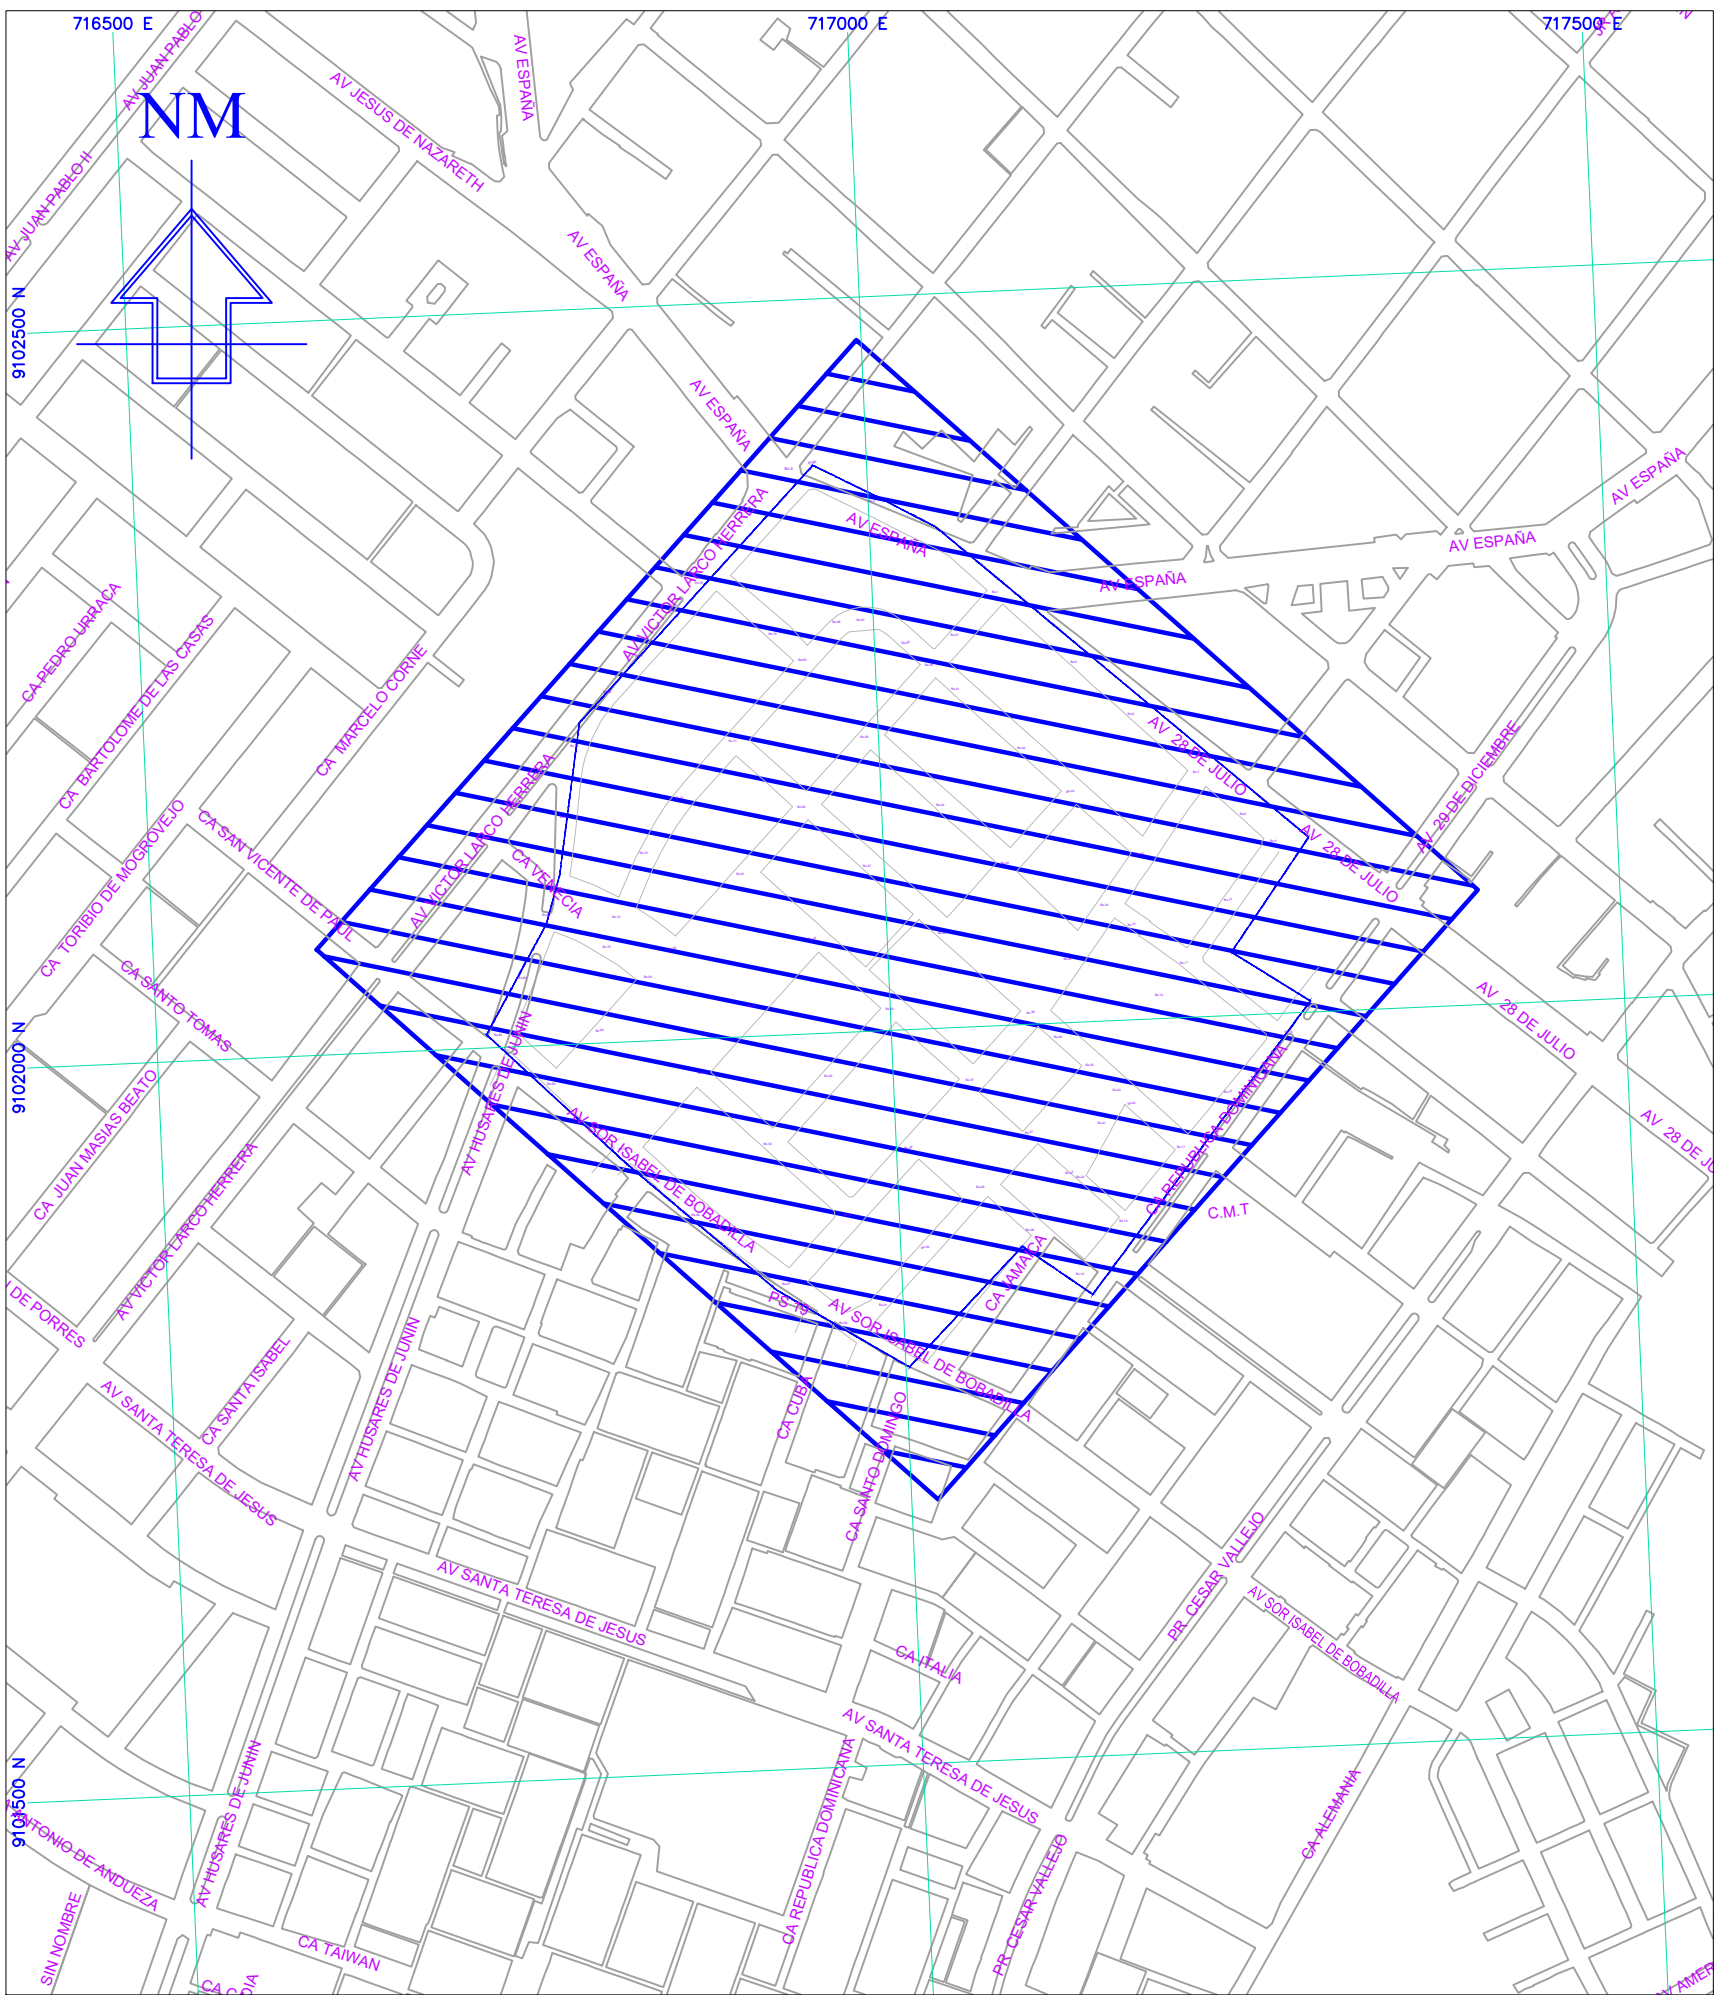 716500 E
717000 E
717500 E
AV JUAN PABLO
AV ESPAÑA
NM
AV JESUS DE NAZARETH
AV JUAN PABLO II
AV ESPAÑA
9102500 N
AV ESPAÑA
AV ESPAÑA
AV VICTOR LARCO HERRERA
AV ESPAÑA
AV ESPAÑA
AV ESPAÑA
CA PEDRO URRACA
CA BARTOLOME DE LAS CASAS
CA MARCELO CORNE
AV 28 DE JULIO
AV 29 DE DICIEMBRE
CA TORIBIO DE MOGROVEJO
CA SAN VICENTE DE PAUL
AV VICTOR LARCO HERRERA
CA VENECIA
AV 28 DE JULIO
CA SANTO TOMAS
AV 28 DE JULIO
9102000 N
AV HUSARES DE JUNIN
CA JUAN MASIAS BEATO
AV SOR ISABEL DE BOBADILLA
CA REPUBLICA DOMINICANA
AV 28 DE JU
C.M.T
AV VICTOR LARCO HERRERA
CA JAMAICA
DE PORRES
PS 19
AV SOR ISABEL DE BOBADILLA
CA SANTA ISABEL
AV HUSARES DE JUNIN
CA CUBA
CA SANTO DOMINGO
AV SANTA TERESA DE JESUS
PR CESAR VALLEJO
AV SANTA TERESA DE JESUS
AV SOR ISABEL DE BOBADILLA
CA ITALIA
AV SANTA TERESA DE JESUS
9101500 N
AV HUSARES DE JUNIN
CA REPUBLICA DOMINICANA
CA ALEMANIA
ANTONIO DE ANDUEZA
PR CESAR VALLEJO
SIN NOMBRE
CA TAIWAN
AV AMER